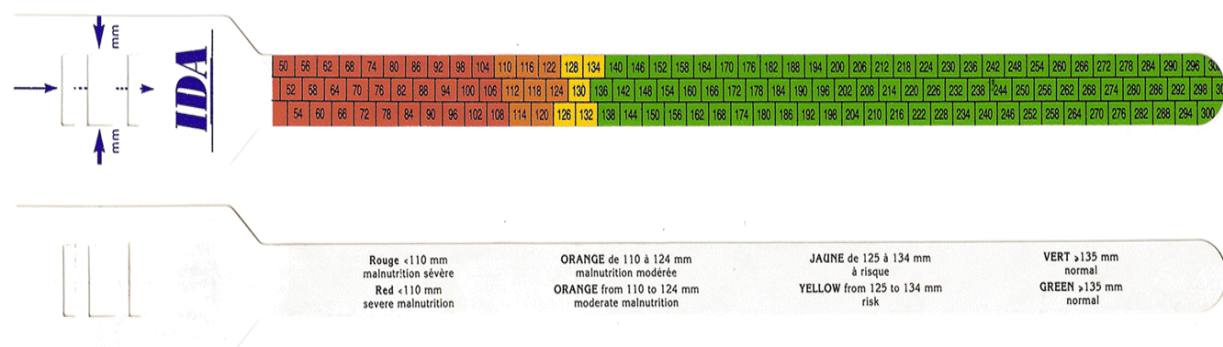 mm
IDA
mm
50 56 62 68 74 80 86 92 98 104 110 116 122 128 134 140 146 152 158 164 170 176 182 188 194 200 206 212 218 224 230 236 242 248 254 260 266 272 278 284 290 296
52 58 64 70 76 82 88 94 100 106 112 118 124 130 136 142 148 154 160 166 172 178 184 190 196 202 208 214 220 226 232 238 244 250 256 262 268 274 280 286 292 298
54 60 66 72 78 84 90 96 102 108 114 120 126 132 138 144 150 156 162 168 174 180 186 192 198 204 210 216 222 228 234 240 246 252 258 264 270 276 282 288 294 300
Rouge <110 mm
malnutrition sévère
Red <110 mm
severe malnutrition
ORANGE de 110 à 124 mm
malnutrition modérée
ORANGE from 110 to 124 mm
moderate malnutrition
JAUNE de 125 à 134 mm
à risque
YELLOW from 125 to 134 mm
risk
VERT ≥135 mm
normal
GREEN ≥135 mm
normal